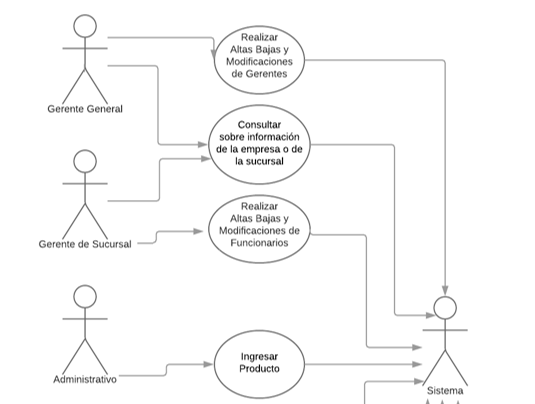 Realizar
Altas Bajas y
Modificaciones
de Gerentes
Gerente General
Consultar
sobre información
de la empresa o de
la sucursal
Realizar
Altas Bajas y
Modificaciones de
Funcionarios
Gerente de Sucursal
Ingresar
Producto
Administrativo
Sistema